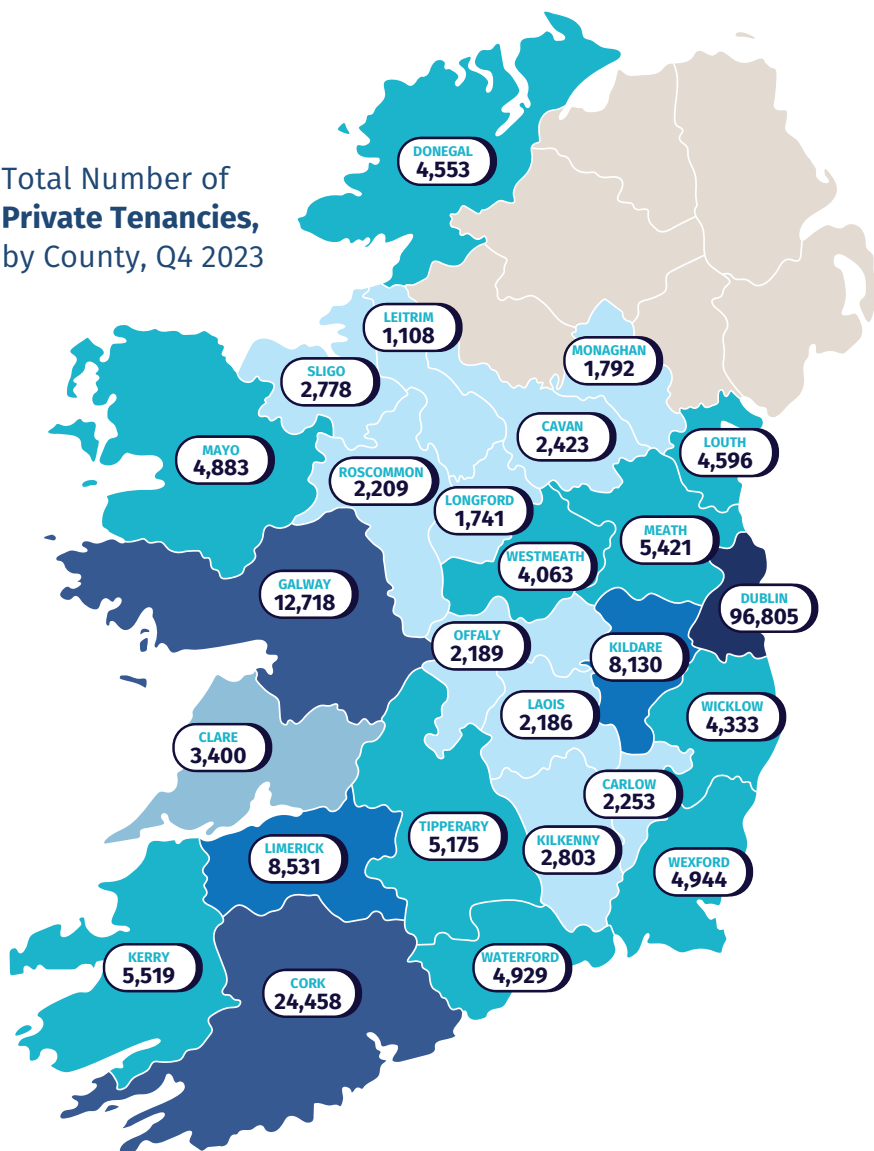 Total Number of
Private Tenancies,
by County, Q4 2023
DONEGAL
4,553
LEITRIM
1,108
MONAGHAN
1,792
SLIGO
2,778
CAVAN
2,423
LOUTH
4,596
MAYO
4,883
ROSCOMMON
2,209
LONGFORD
1,741
MEATH
5,421
WESTMEATH
4,063
GALWAY
12,718
DUBLIN
96,805
OFFALY
2,189
KILDARE
8,130
LAOIS
2,186
WICKLOW
4,333
CLARE
3,400
CARLOW
2,253
TIPPERARY
5,175
KILKENNY
2,803
LIMERICK
8,531
WEXFORD
4,944
KERRY
5,519
WATERFORD
4,929
CORK
24,458